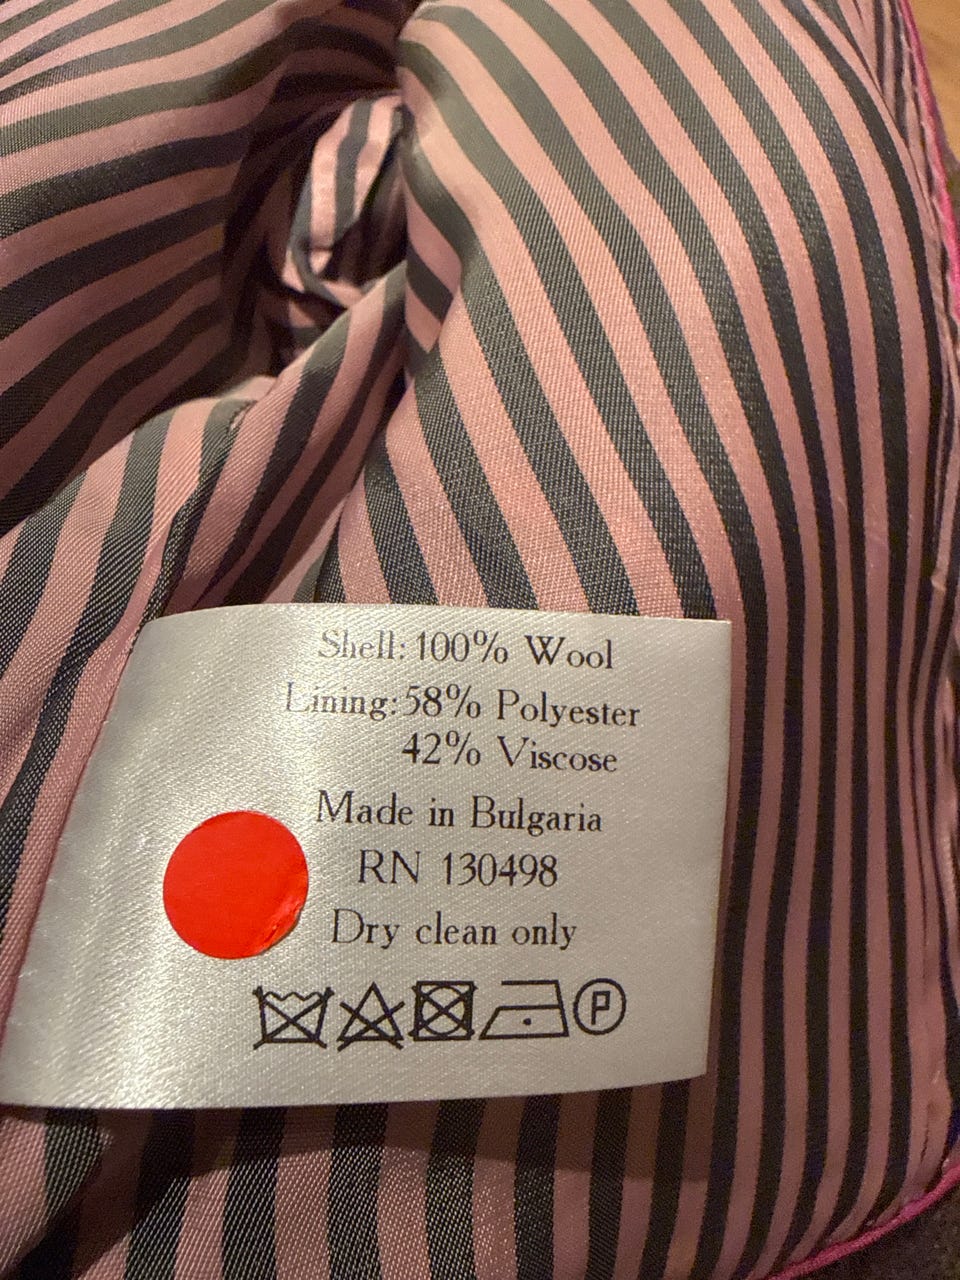 Shell: 100% Wool
Lining: 58% Polyester
42% Viscose
Made in Bulgaria
RN 130498
Dry clean only
P